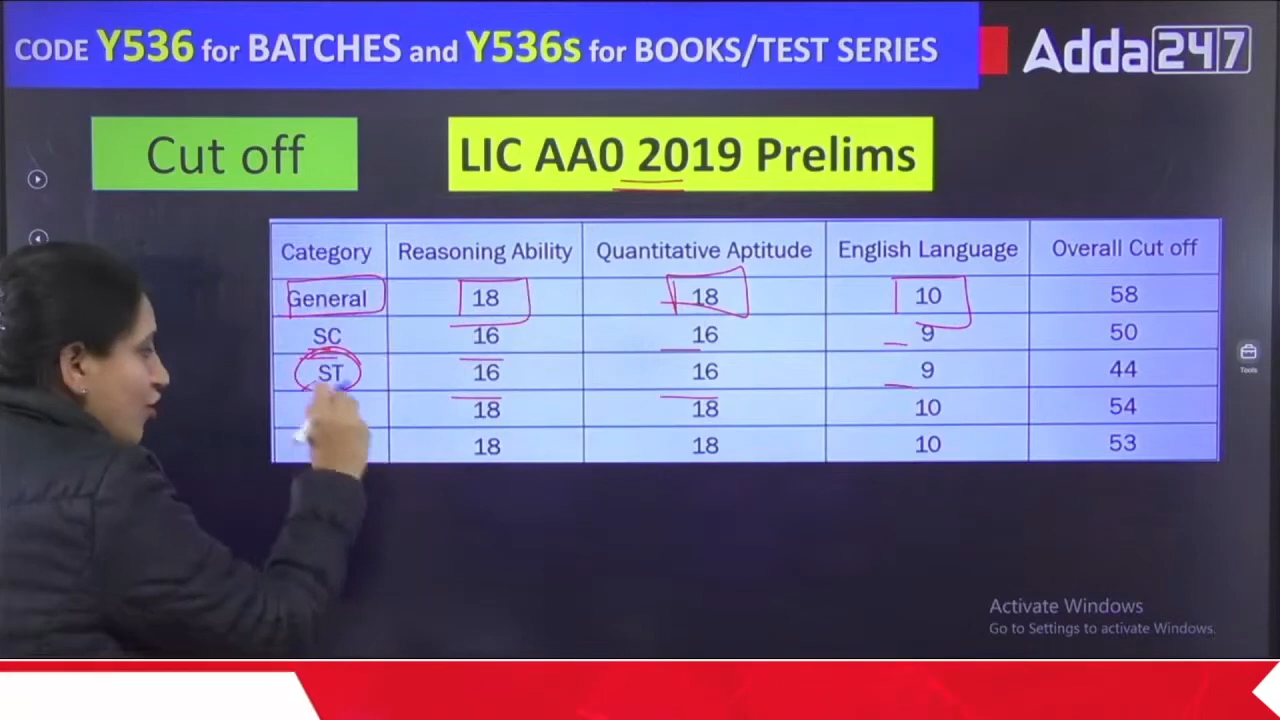 CODE Y536 for BATCHES and Y536s for BOOKS/TEST SERIES
Adda247
Cut off
LIC AA0 2019 Prelims
Category Reasoning Ability Quantitative Aptitude English Language Overall Cut off
General 18 18 10 58
SC 16 16 9 50
ST 16 16 9 44
18 18 10 54
18 18 10 53
Tools
Activate Windows
Go to Settings to activate Windows.